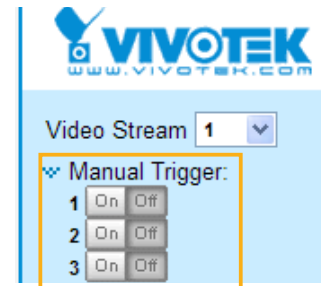 VIVOTEK
www.vivotek.com
Video Stream 1
Manual Trigger:
1 On Off
2 On Off
3 On Off